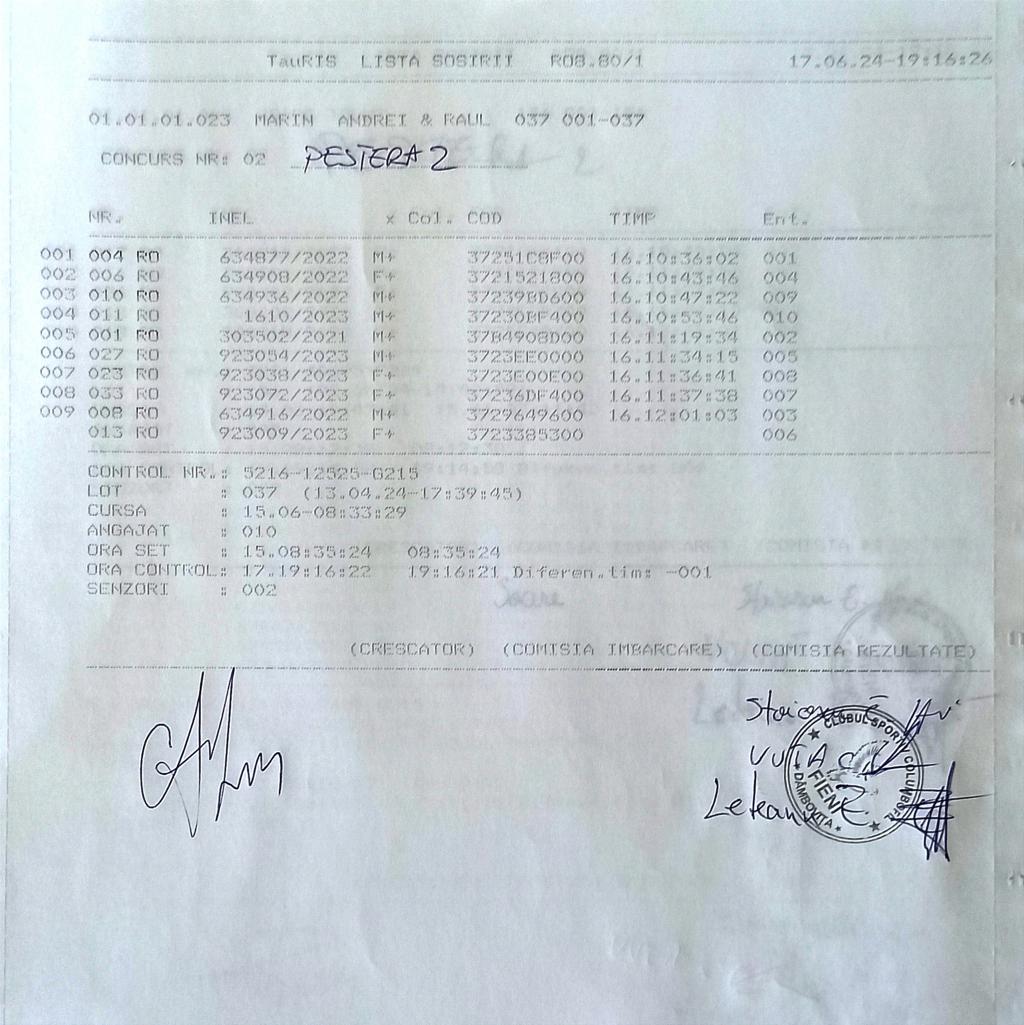 TauRIS LISTA SOSIRII RO8.80/1 17.06.24-19:16:26
01.01.01.023 MARIN ANDREI & RAUL 037 001-037
CONCURS NR: 02 PESTERA 2
NR. INEL x Col. COD TIMP Ent.
001 004 RO 634877/2022 M+ 37251C8F00 16.10:36:02 001
002 006 RO 634908/2022 F+ 3721521800 16.10:43:46 004
003 010 RO 634936/2022 M+ 37239BD600 16.10:47:22 009
004 011 RO 1610/2023 M+ 37230BF400 16.10:53:46 010
005 001 RO 303502/2021 M+ 37B4908D00 16.11:19:34 002
006 027 RO 923054/2023 M+ 3723EE0000 16.11:34:15 005
007 023 RO 923038/2023 F+ 3723E00E00 16.11:36:41 008
008 033 RO 923072/2023 F+ 37236DF400 16.11:37:38 007
009 008 RO 634916/2022 M+ 3729649600 16.12:01:03 003
013 RO 923009/2023 F+ 3723385300 006
CONTROL NR.: 5216-12525-G215
LOT : 037 (13.04.24-17:39:45)
CURSA : 15.06-08:33:29
ANGAJAT : 010
ORA SET : 15.08:35:24 08:35:24
ORA CONTROL: 17.19:16:22 19:16:21 Diferen.tim: -001
SENZORI : 002
(CRESCATOR) (COMISIA IMBARCARE) (COMISIA REZULTATE)
CLUBUL SPORTIV COLUMBOFIL
FIENI
DAMBOVITA